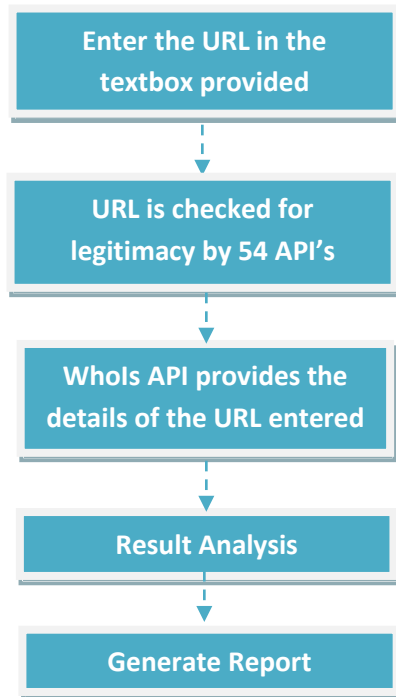 Enter the URL in the
textbox provided
URL is checked for
legitimacy by 54 API's
WhoIs API provides the
details of the URL entered
Result Analysis
Generate Report